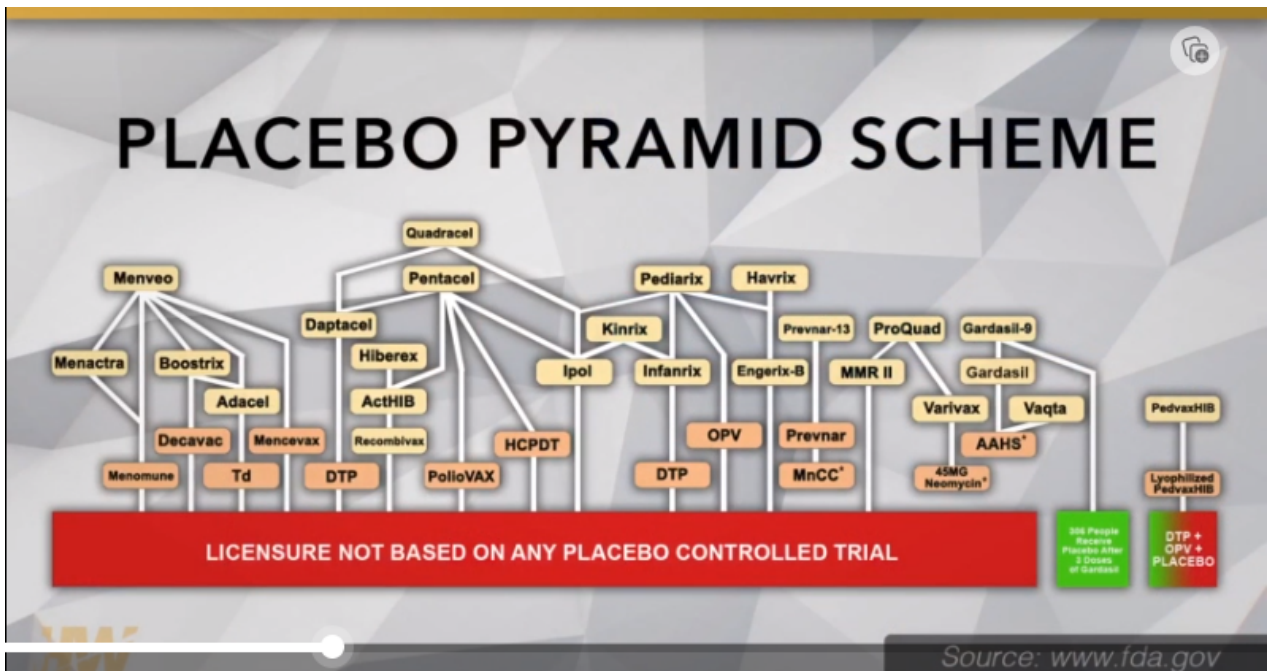 PLACEBO PYRAMID SCHEME
Quadracel
Menveo
Pentacel
Pediarix
Havrix
Daptacel
Kinrix
Prevnar-13
ProQuad
Gardasil-9
Menactra
Boostrix
Hiberex
Ipol
Infanrix
Engerix-B
MMR II
Gardasil
Adacel
ActHIB
Varivax
Vaqta
PedvaxHIB
Decavac
Mencevax
Recombivax
HCPDT
OPV
Prevnar
AAHS*
Menomune
Td
DTP
PolioVAX
DTP
MnCC*
45MG
Neomycin*
Lyophilized
PedvaxHIB
LICENSURE NOT BASED ON ANY PLACEBO CONTROLLED TRIAL
306 People
Receive
Placebo After
3 Doses
of Gardasil
DTP +
OPV +
PLACEBO
Source: www.fda.gov